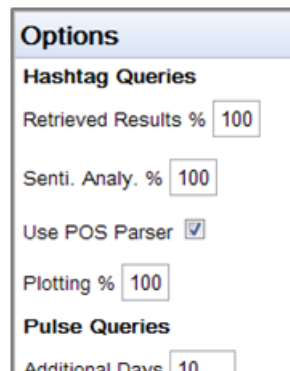 Options
Hashtag Queries
Retrieved Results % 100
Senti. Analy. % 100
Use POS Parser
Plotting % 100
Pulse Queries
Additional Days 10